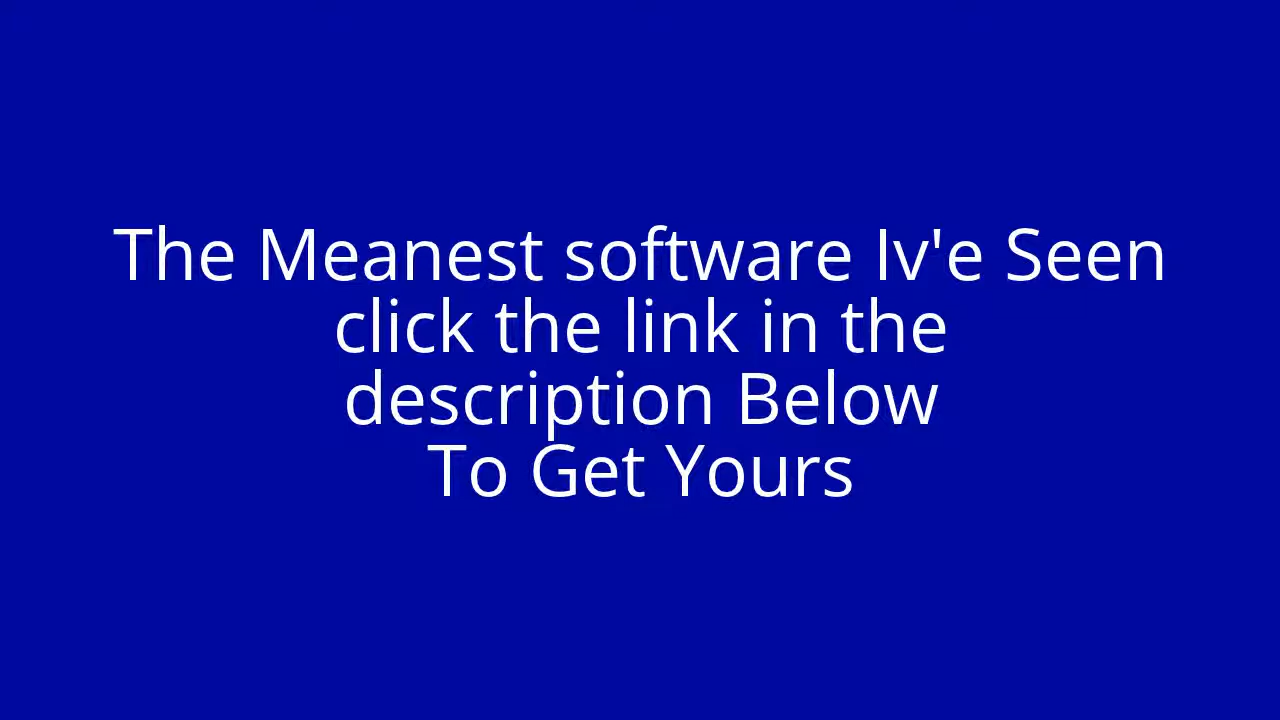 The Meanest software Iv'e Seen
click the link in the
description Below
To Get Yours